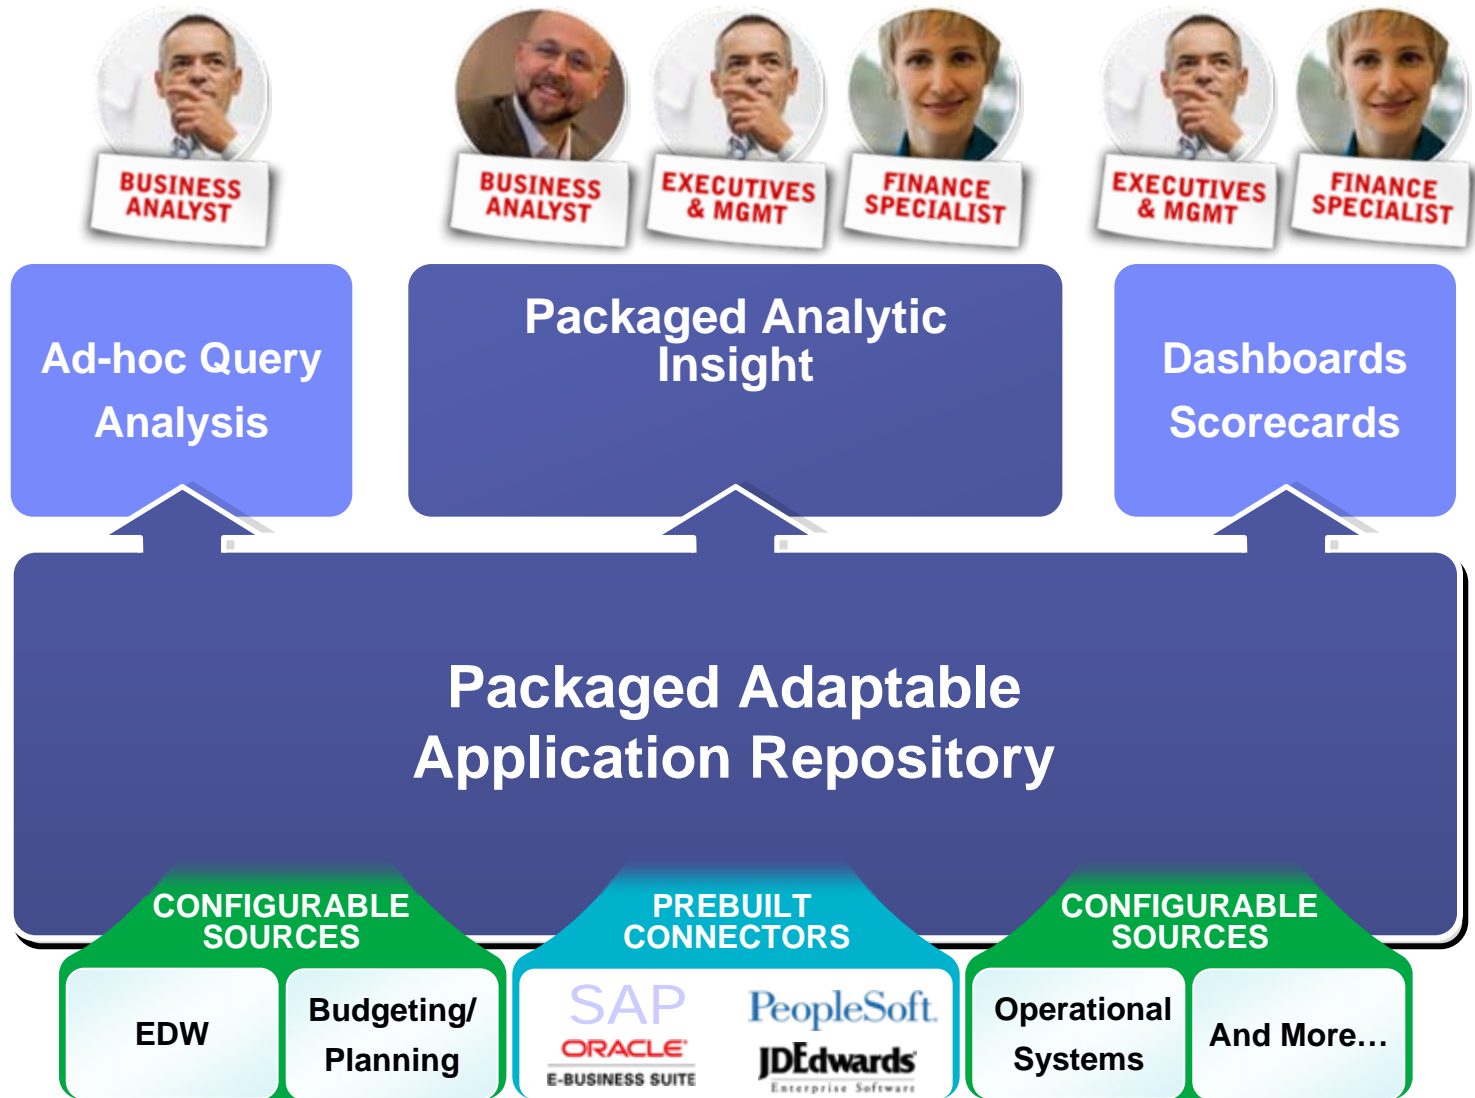 BUSINESS
ANALYST
BUSINESS
ANALYST
EXECUTIVES
& MGMT
FINANCE
SPECIALIST
EXECUTIVES
& MGMT
FINANCE
SPECIALIST
Ad-hoc Query
Analysis
Packaged Analytic
Insight
Dashboards
Scorecards
Packaged Adaptable
Application Repository
CONFIGURABLE
SOURCES
EDW
Budgeting/
Planning
PREBUILT
CONNECTORS
SAP
ORACLE
E-BUSINESS SUITE
PeopleSoft.
JDEdwards
Enterprise Software
CONFIGURABLE
SOURCES
Operational
Systems
And More…